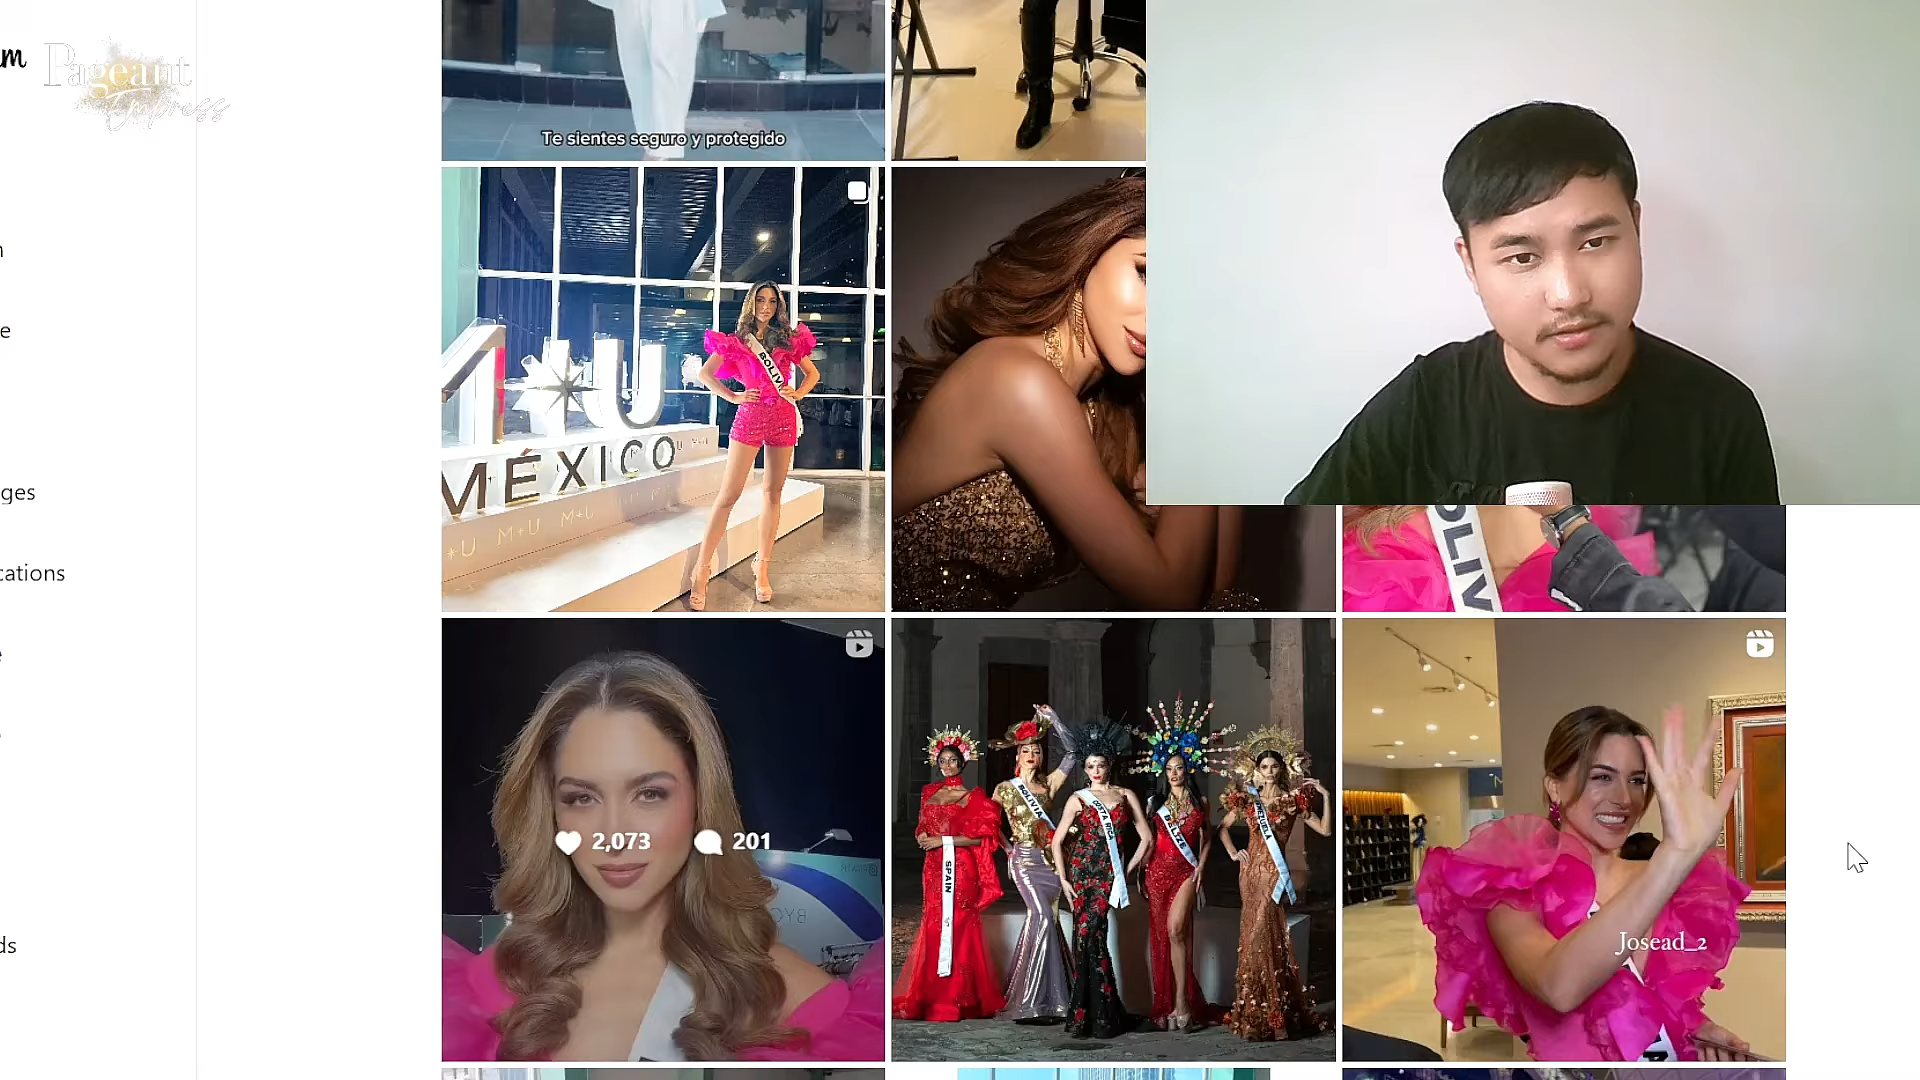 m
Pageant
Empress
Te sientes seguro y protegido
BOLIV
U
MÉXICO
M+U
M+U
e
ges
cations
OLIV
2,073
201
SPAIN
BOLIVIA
COSTA RICA
BELIZE
VENEZUELA
Josead_2
ds